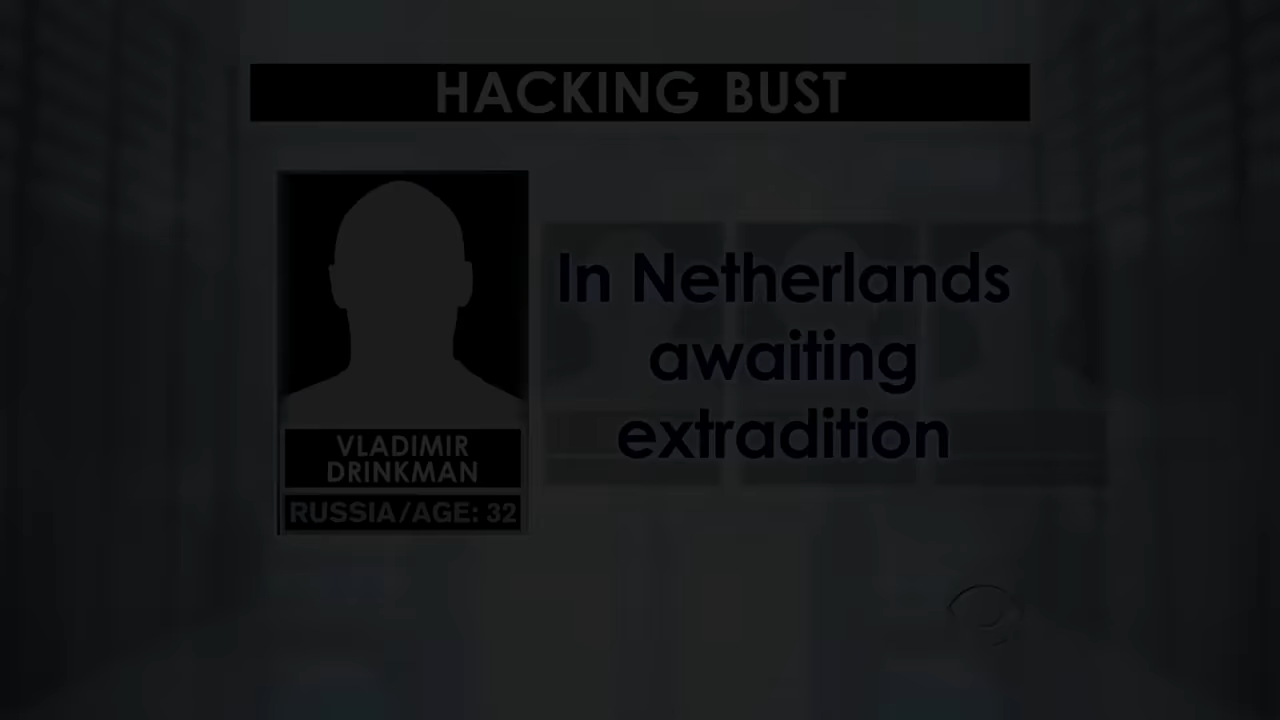 HACKING BUST
VLADIMIR
DRINKMAN
RUSSIA/AGE: 32
In Netherlands
awaiting
extradition